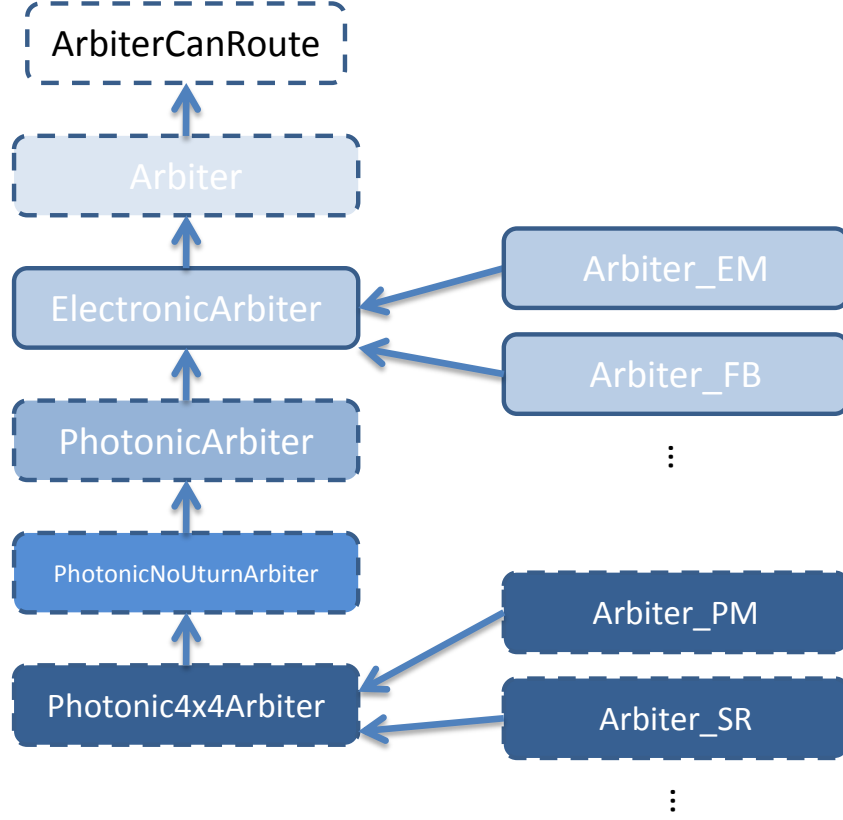 ArbiterCanRoute
Arbiter
ElectronicArbiter
Arbiter_EM
Arbiter_FB
PhotonicArbiter
...
PhotonicNoUturnArbiter
Arbiter_PM
Photonic4x4Arbiter
Arbiter_SR
...